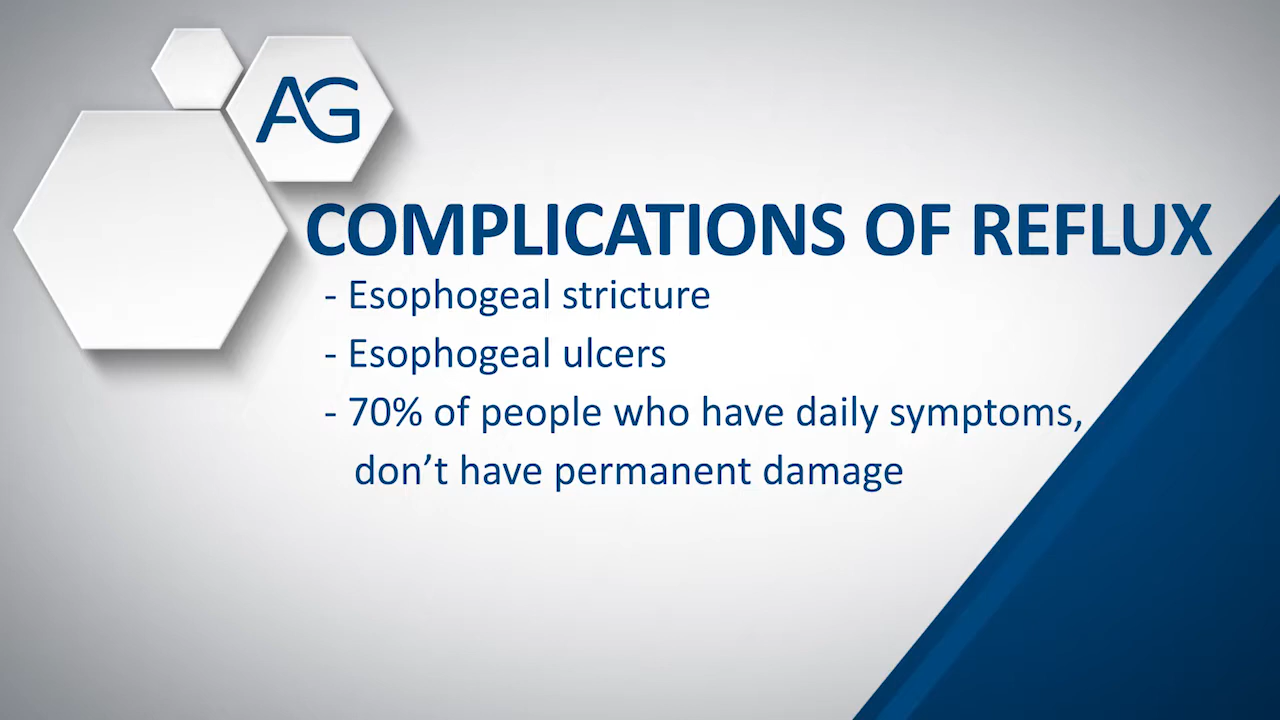 AG
COMPLICATIONS OF REFLUX
- Esophogeal stricture
- Esophogeal ulcers
- 70% of people who have daily symptoms,
don’t have permanent damage